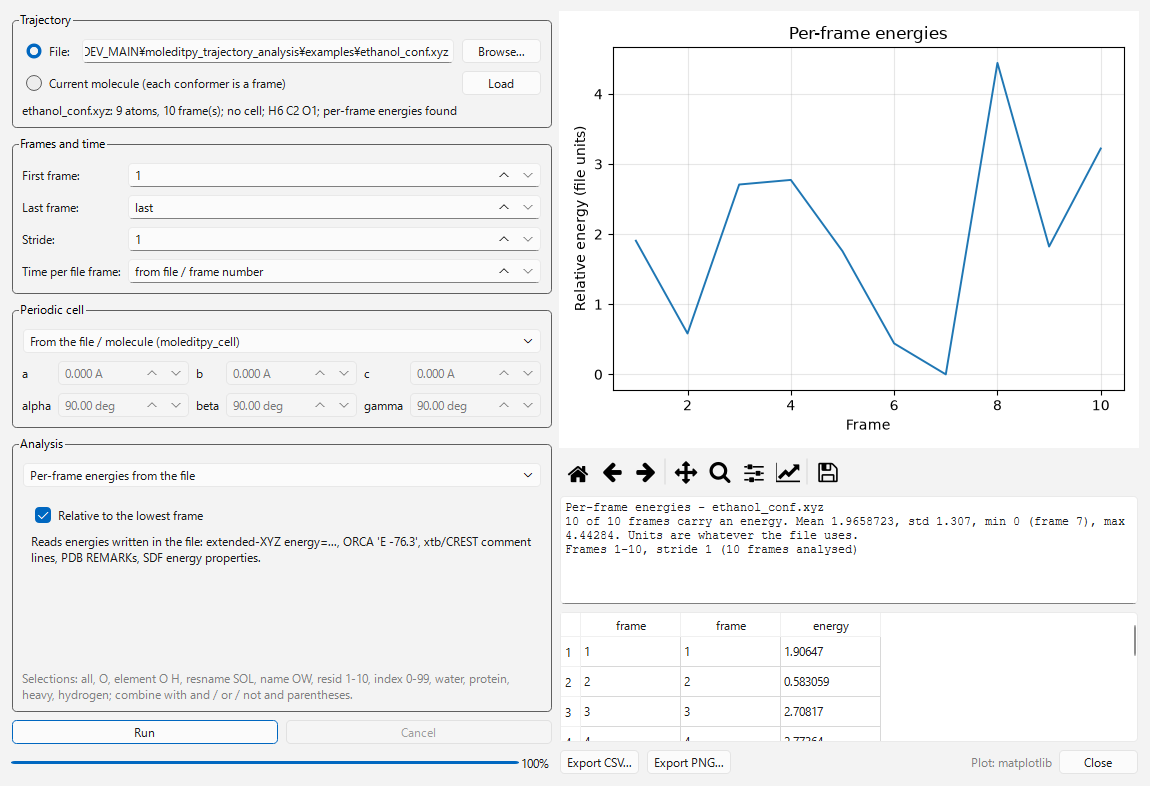 Trajectory
File: DEV_MAIN¥moleditpy_trajectory_analysis¥examples¥ethanol_conf.xyz Browse...
Current molecule (each conformer is a frame) Load
ethanol_conf.xyz: 9 atoms, 10 frame(s); no cell; H6 C2 O1; per-frame energies found
Frames and time
First frame: 1
Last frame: last
Stride: 1
Time per file frame: from file / frame number
Periodic cell
From the file / molecule (moleditpy_cell)
a 0.000 A b 0.000 A c 0.000 A
alpha 90.00 deg beta 90.00 deg gamma 90.00 deg
Analysis
Per-frame energies from the file
Relative to the lowest frame
Reads energies written in the file: extended-XYZ energy=..., ORCA 'E -76.3', xtb/CREST comment
lines, PDB REMARKs, SDF energy properties.
Selections: all, O, element O H, resname SOL, name OW, resid 1-10, index 0-99, water, protein,
heavy, hydrogen; combine with and / or / not and parentheses.
Run Cancel
100%
Per-frame energies
Relative energy (file units)
4
3
2
1
0
2 4 6 8 10
Frame
Per-frame energies - ethanol_conf.xyz
10 of 10 frames carry an energy. Mean 1.9658723, std 1.307, min 0 (frame 7), max
4.44284. Units are whatever the file uses.
Frames 1-10, stride 1 (10 frames analysed)
frame frame energy
1 1 1 1.90647
2 2 2 0.583059
3 3 3 2.70817
4 4 4 2.77364
Export CSV... Export PNG... Plot: matplotlib Close